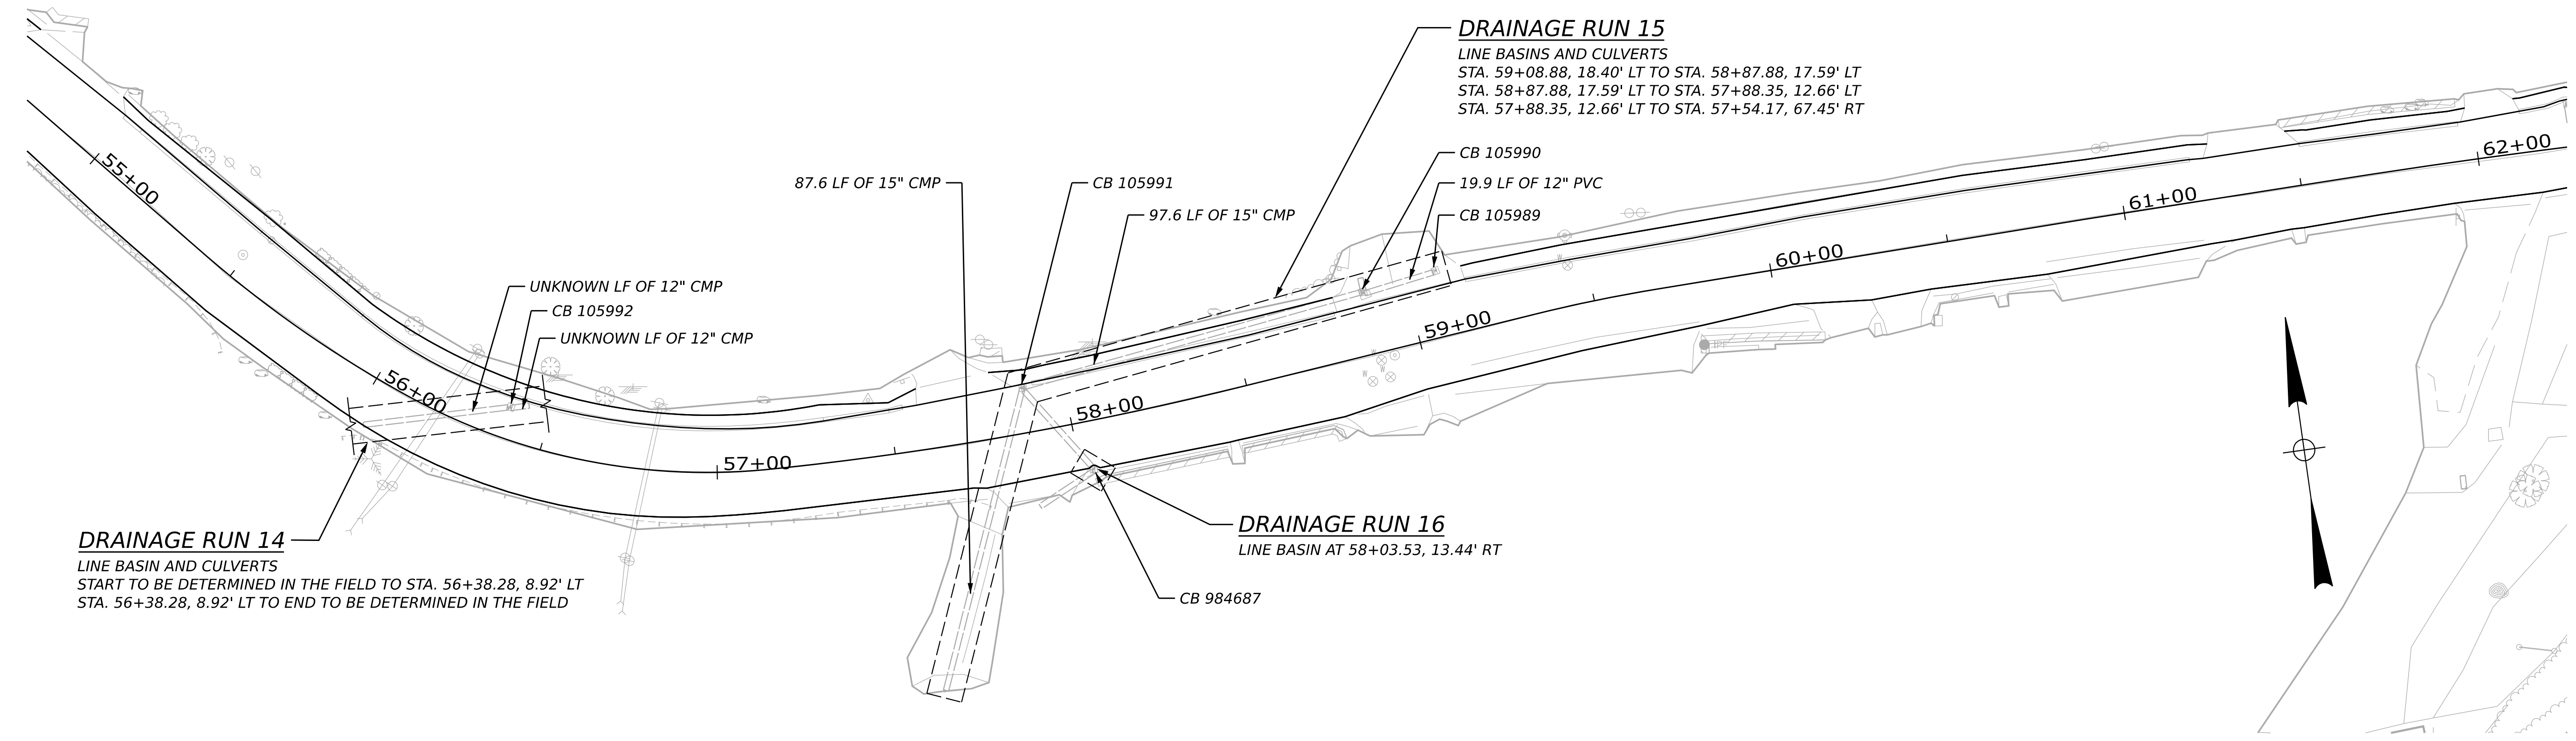 DRAINAGE RUN 15
LINE BASINS AND CULVERTS
STA. 59+08.88, 18.40' LT TO STA. 58+87.88, 17.59' LT
STA. 58+87.88, 17.59' LT TO STA. 57+88.35, 12.66' LT
STA. 57+88.35, 12.66' LT TO STA. 57+54.17, 67.45' RT
CB 105990
19.9 LF OF 12" PVC
CB 105989
87.6 LF OF 15" CMP
CB 105991
97.6 LF OF 15" CMP
UNKNOWN LF OF 12" CMP
CB 105992
UNKNOWN LF OF 12" CMP
55+00
56+00
57+00
58+00
59+00
60+00
61+00
62+00
W
W
W
W
IPF
DRAINAGE RUN 14
LINE BASIN AND CULVERTS
START TO BE DETERMINED IN THE FIELD TO STA. 56+38.28, 8.92' LT
STA. 56+38.28, 8.92' LT TO END TO BE DETERMINED IN THE FIELD
DRAINAGE RUN 16
LINE BASIN AT 58+03.53, 13.44' RT
CB 984687